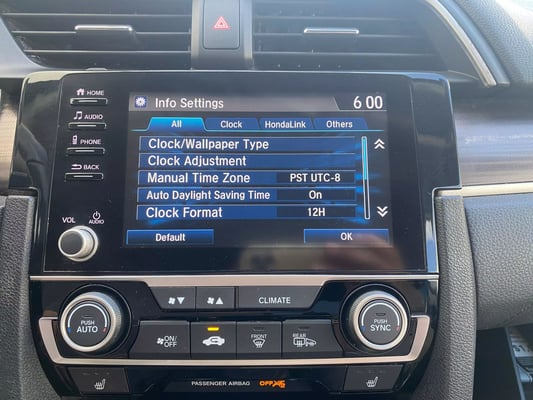 HOME
Info Settings 6 00
AUDIO
All Clock HondaLink Others
PHONE
Clock/Wallpaper Type
Clock Adjustment
BACK
Manual Time Zone PST UTC-8
Auto Daylight Saving Time On
VOL AUDIO
Clock Format 12H
Default OK
CLIMATE
PUSH AUTO
PUSH SYNC
ON/OFF
FRONT
REAR
PASSENGER AIRBAG OFF